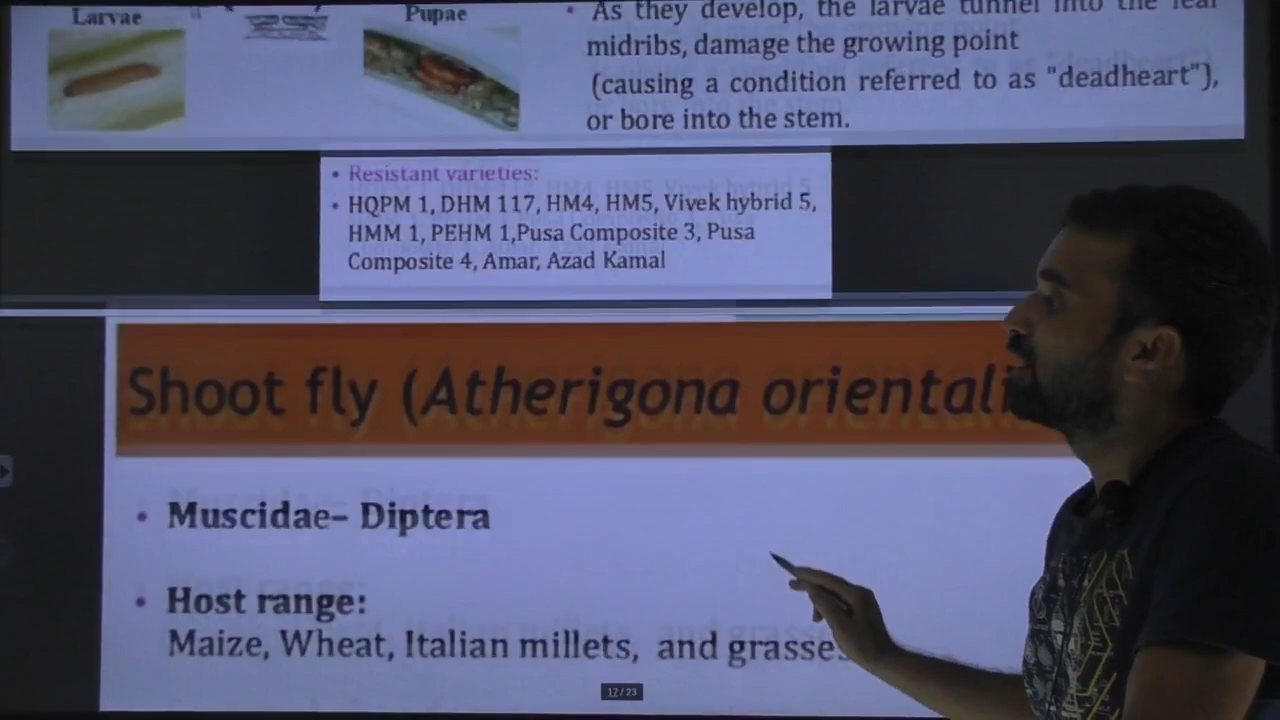 Larvae
Pupae
As they develop, the larvae tunnel into the leaf
midribs, damage the growing point
(causing a condition referred to as "deadheart"),
or bore into the stem.
• Resistant varieties:
• HQPM 1, DHM 117, HM4, HM5, Vivek hybrid 5,
HMM 1, PEHM 1,Pusa Composite 3, Pusa
Composite 4, Amar, Azad Kamal
Shoot fly (Atherigona orientali
• Muscidae– Diptera
• Host range:
Maize, Wheat, Italian millets, and grasses
12/23